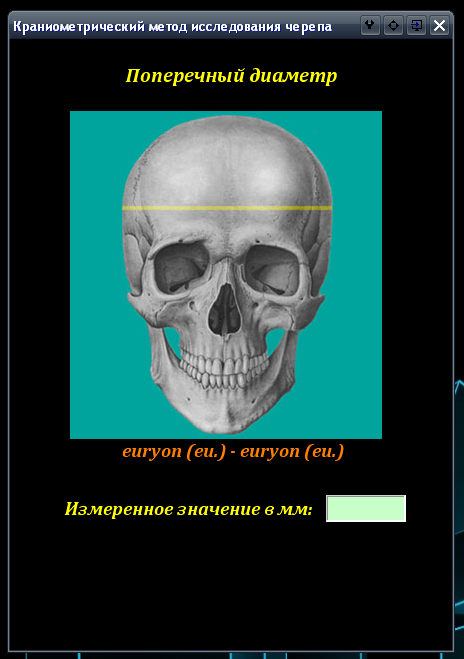 Краниометрический метод исследования черепа
Поперечный диаметр
euryon (eu.) - euryon (eu.)
Измеренное значение в мм: